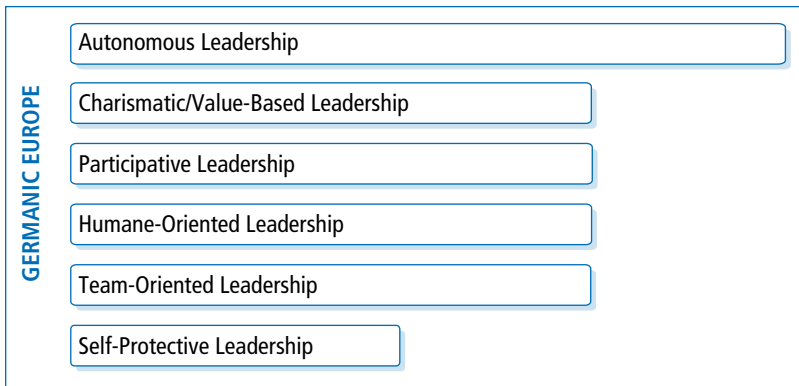 GERMANIC EUROPE
Autonomous Leadership
Charismatic/Value-Based Leadership
Participative Leadership
Humane-Oriented Leadership
Team-Oriented Leadership
Self-Protective Leadership